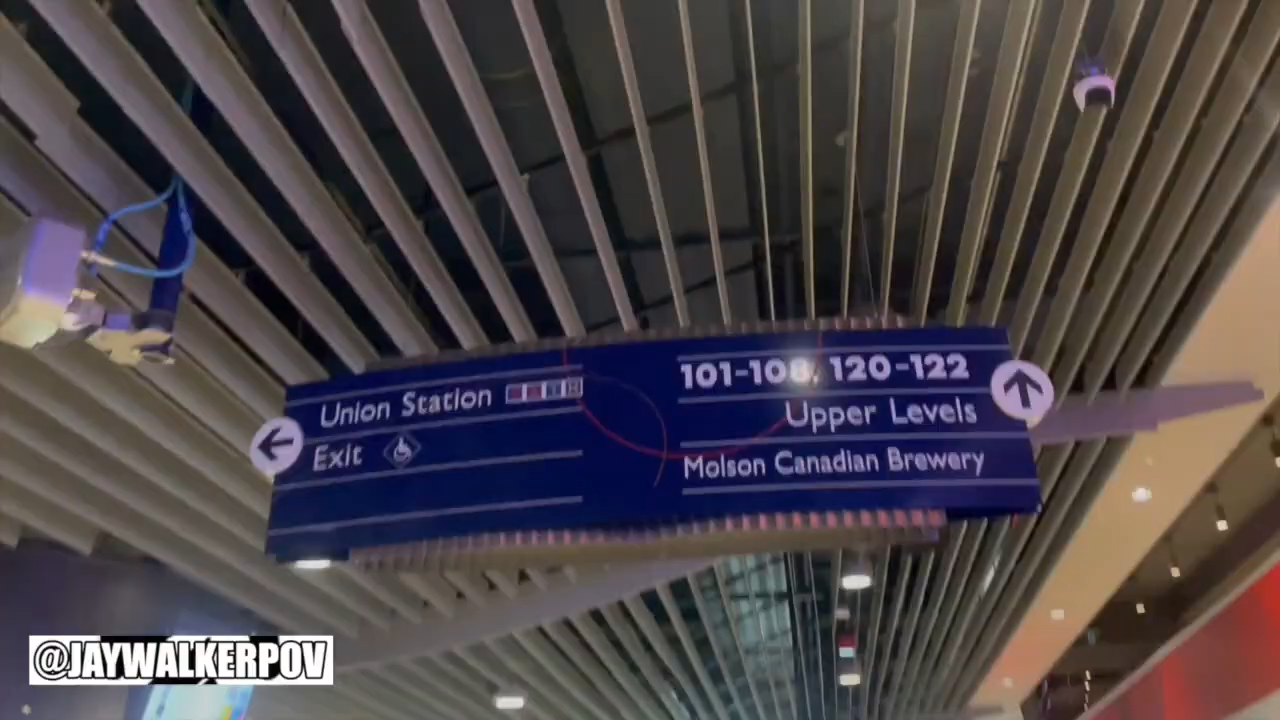 Union Station
Exit
101-108, 120-122
Upper Levels
Molson Canadian Brewery
@JAYWALKERPOV